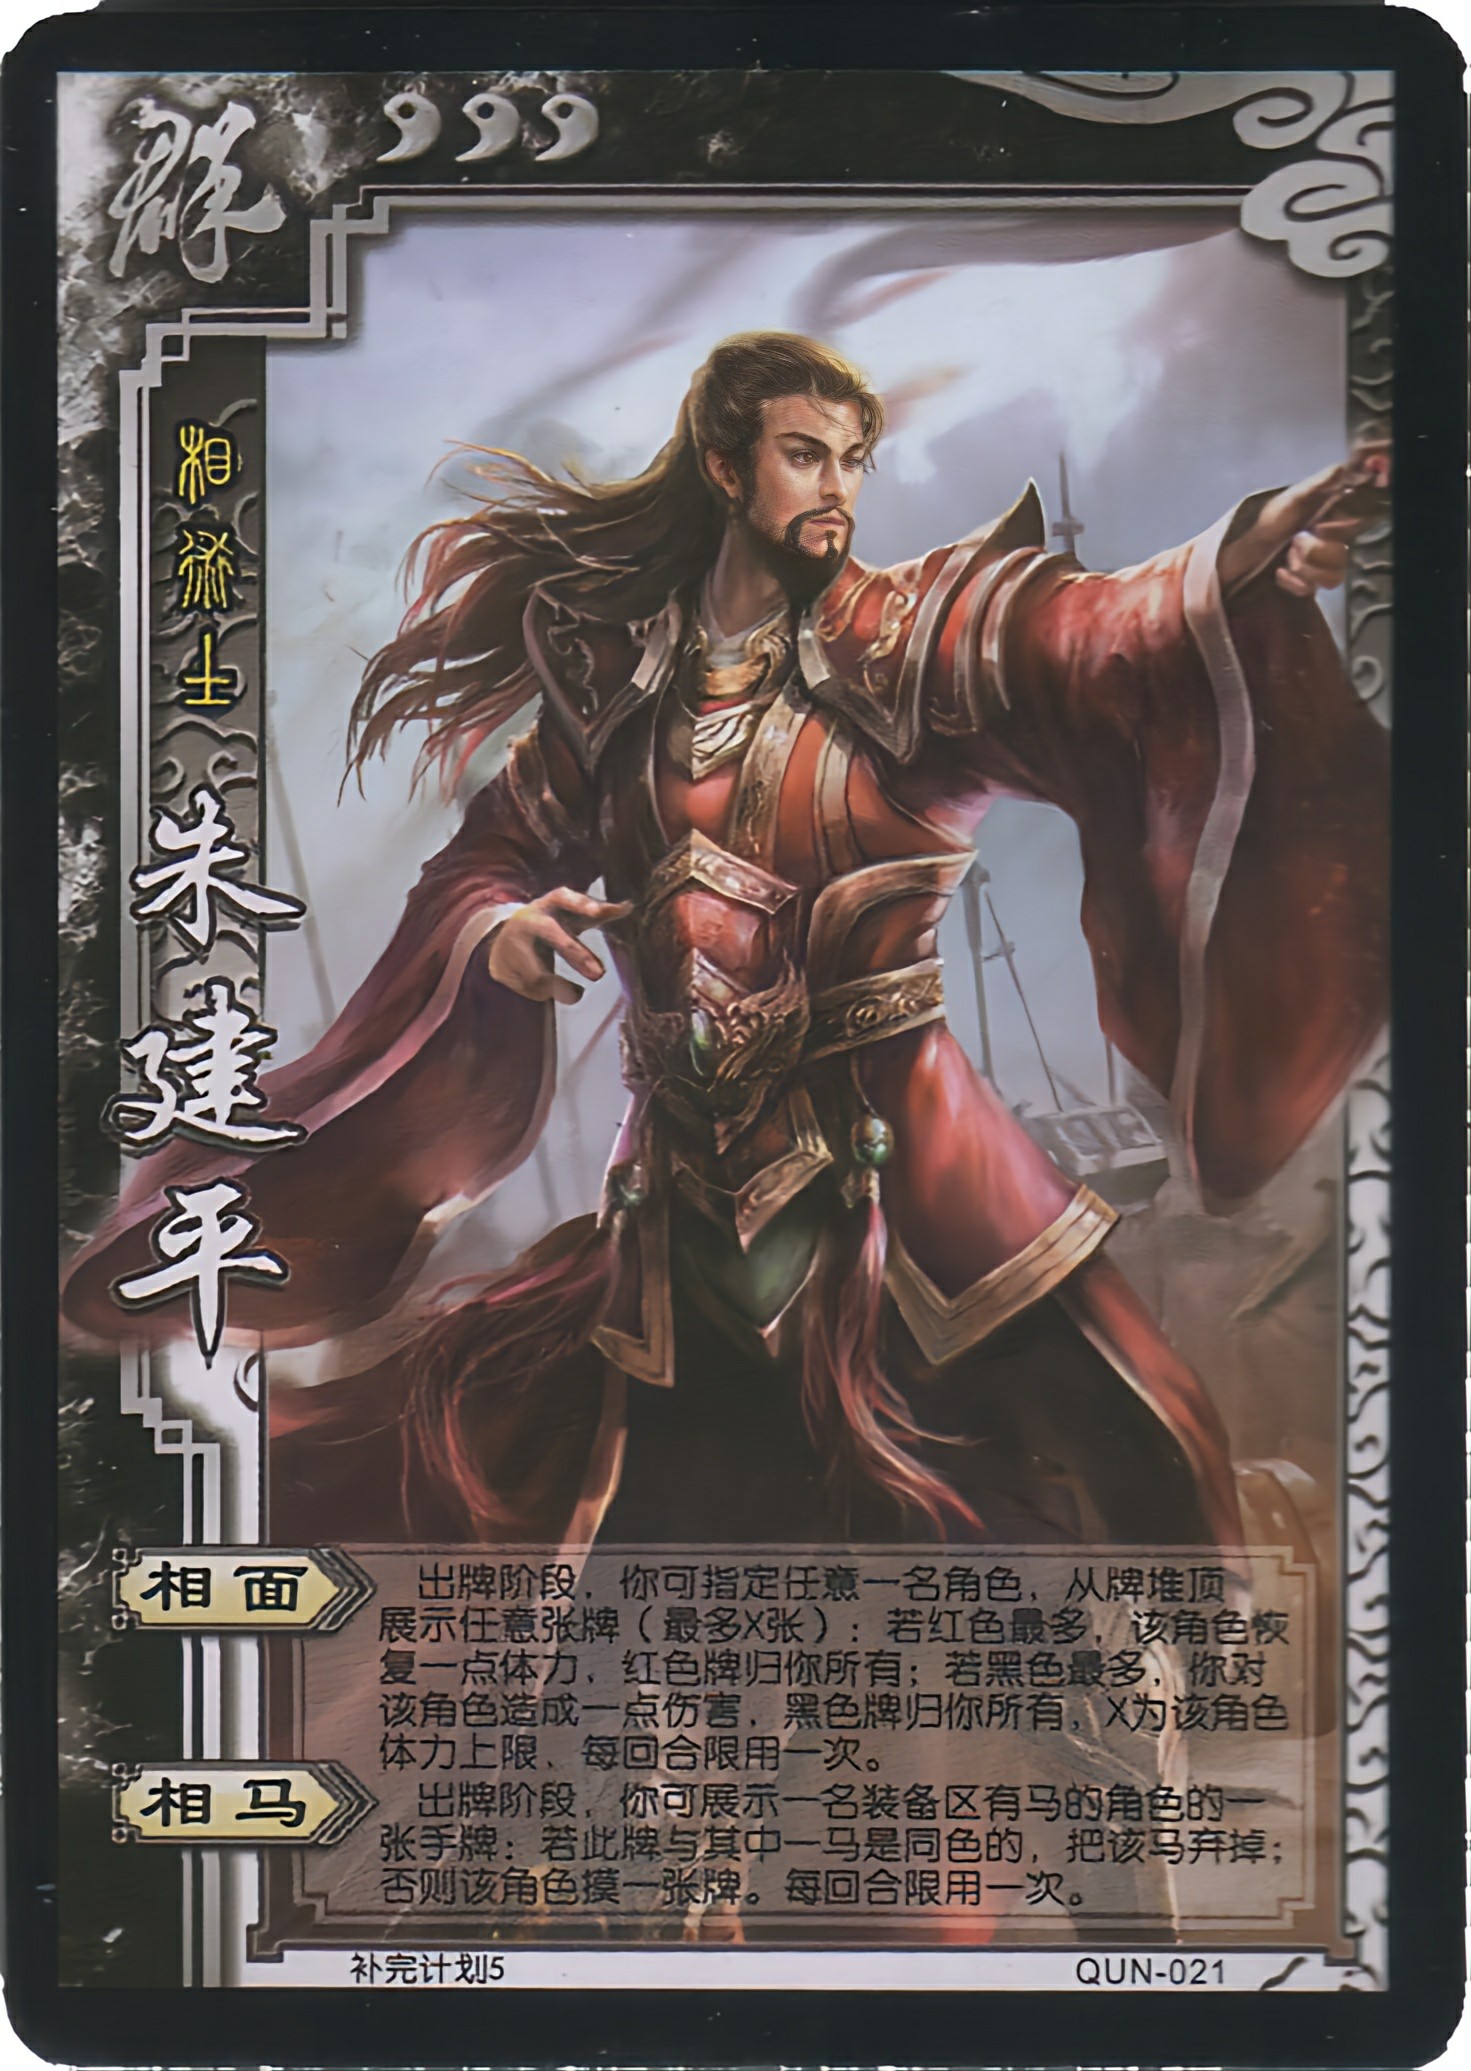 群
相术士
朱建平
相面
出牌阶段，你可指定任意一名角色，从牌堆顶
展示任意张牌（最多X张）：若红色最多，该角色恢
复一点体力，红色牌归你所有；若黑色最多，你对
该角色造成一点伤害，黑色牌归你所有，X为该角色
体力上限，每回合限用一次。
相马
出牌阶段，你可展示一名装备区有马的角色的一
张手牌：若此牌与其中一马是同色的，把该马弃掉；
否则该角色摸一张牌。每回合限用一次。
补完计划5
QUN-021